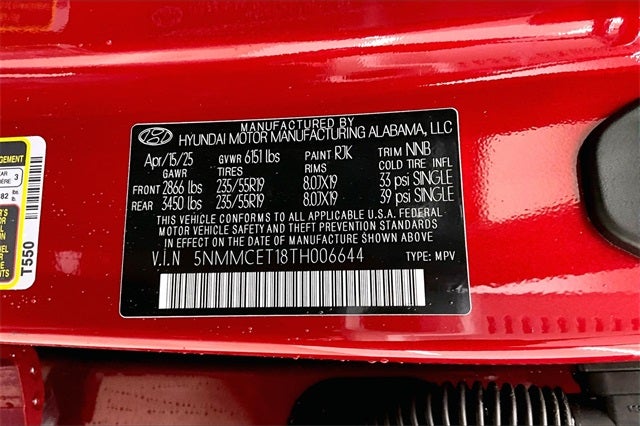 MANUFACTURED BY
HYUNDAI MOTOR MANUFACTURING ALABAMA, LLC
Apr/15/25 GVWR 6151 lbs PAINT RJK TRIM NNB
GAWR TIRES RIMS COLD TIRE INFL
FRONT 2866 lbs 235/55R19 8.0JX19 33 psi SINGLE
REAR 3450 lbs 235/55R19 8.0JX19 39 psi SINGLE
THIS VEHICLE CONFORMS TO ALL APPLICABLE U.S.A. FEDERAL
MOTOR VEHICLE SAFETY AND THEFT PREVENTION STANDARDS
IN EFFECT ON THE DATE OF MANUFACTURE SHOWN ABOVE
V.I.N 5NMMCET18TH006644 TYPE: MPV
T550
3